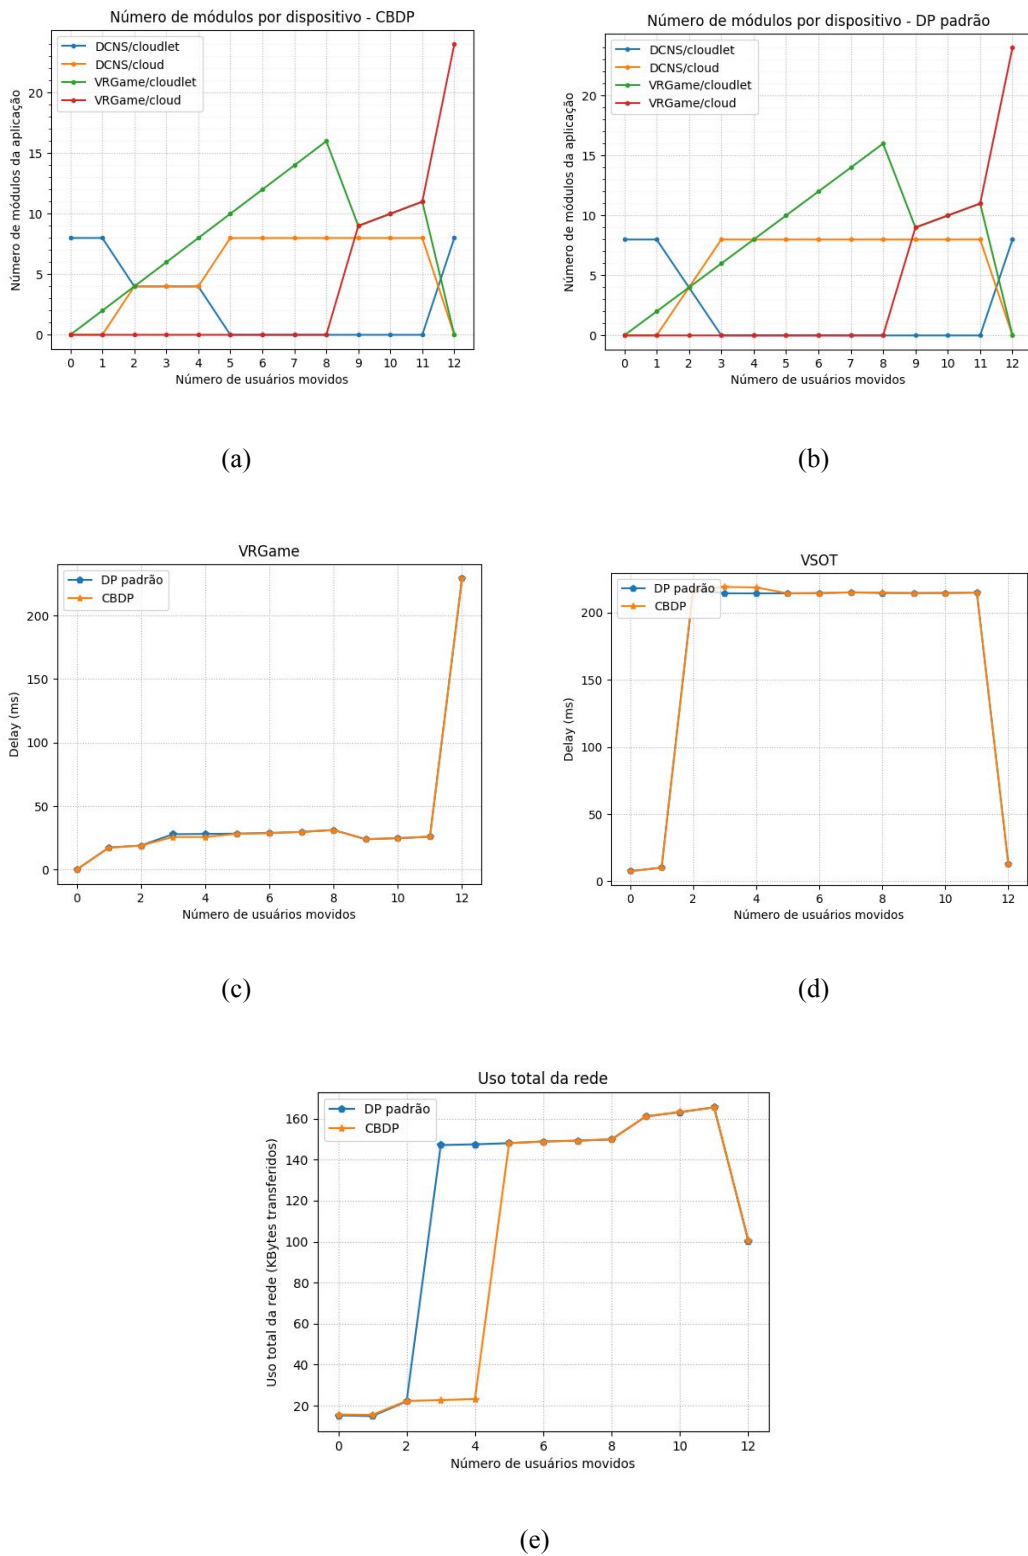 Número de módulos por dispositivo - CBDP
DCNS/cloudlet
DCNS/cloud
VRGame/cloudlet
VRGame/cloud
Número de módulos da aplicação
20
15
10
5
0
0 1 2 3 4 5 6 7 8 9 10 11 12
Número de usuários movidos
(a)
Número de módulos por dispositivo - DP padrão
DCNS/cloudlet
DCNS/cloud
VRGame/cloudlet
VRGame/cloud
Número de módulos da aplicação
20
15
10
5
0
0 1 2 3 4 5 6 7 8 9 10 11 12
Número de usuários movidos
(b)
VRGame
DP padrão
CBDP
Delay (ms)
200
150
100
50
0
0 2 4 6 8 10 12
Número de usuários movidos
(c)
VSOT
DP padrão
CBDP
Delay (ms)
200
150
100
50
0
0 2 4 6 8 10 12
Número de usuários movidos
(d)
Uso total da rede
DP padrão
CBDP
Uso total da rede (KBytes transferidos)
160
140
120
100
80
60
40
20
0 2 4 6 8 10 12
Número de usuários movidos
(e)